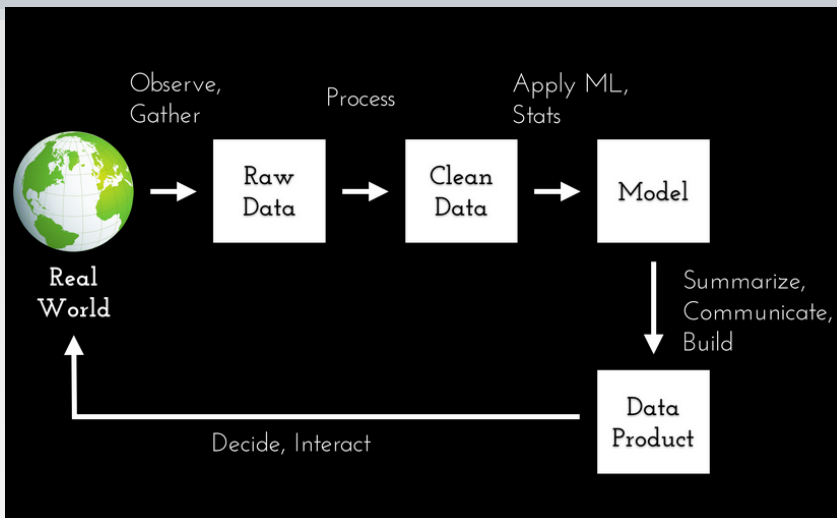 Observe,
Gather
Process
Apply ML,
Stats
Raw
Data
Clean
Data
Model
Real
World
Summarize,
Communicate,
Build
Data
Product
Decide, Interact